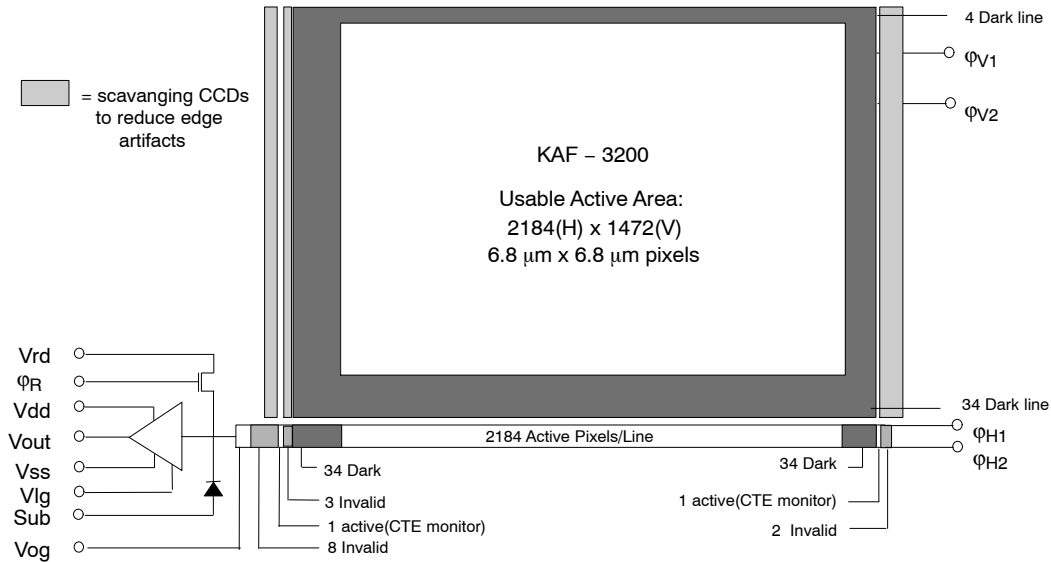 4 Dark line
φV1
= scavanging CCDs
to reduce edge
artifacts
φV2
KAF – 3200
Usable Active Area:
2184(H) x 1472(V)
6.8 μm x 6.8 μm pixels
Vrd
φR
Vdd
Vout
Vss
Vlg
Sub
Vog
34 Dark line
2184 Active Pixels/Line
φH1
φH2
34 Dark
34 Dark
3 Invalid
1 active(CTE monitor)
1 active(CTE monitor)
2 Invalid
8 Invalid